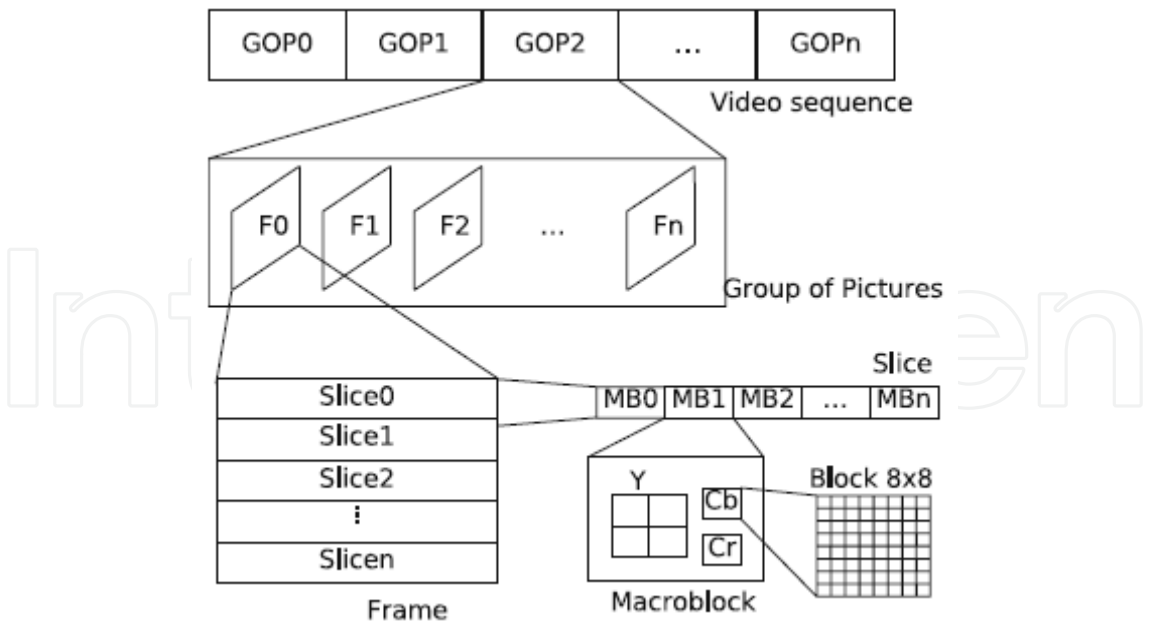 GOP0 GOP1 GOP2 ... GOPn
Video sequence
F0 F1 F2 ... Fn
Group of Pictures
Slice
Slice0
MB0 MB1 MB2 ... MBn
Slice1
Slice2
Y
Block 8x8
Cb
⋮
Cr
Slicen
Macroblock
Frame